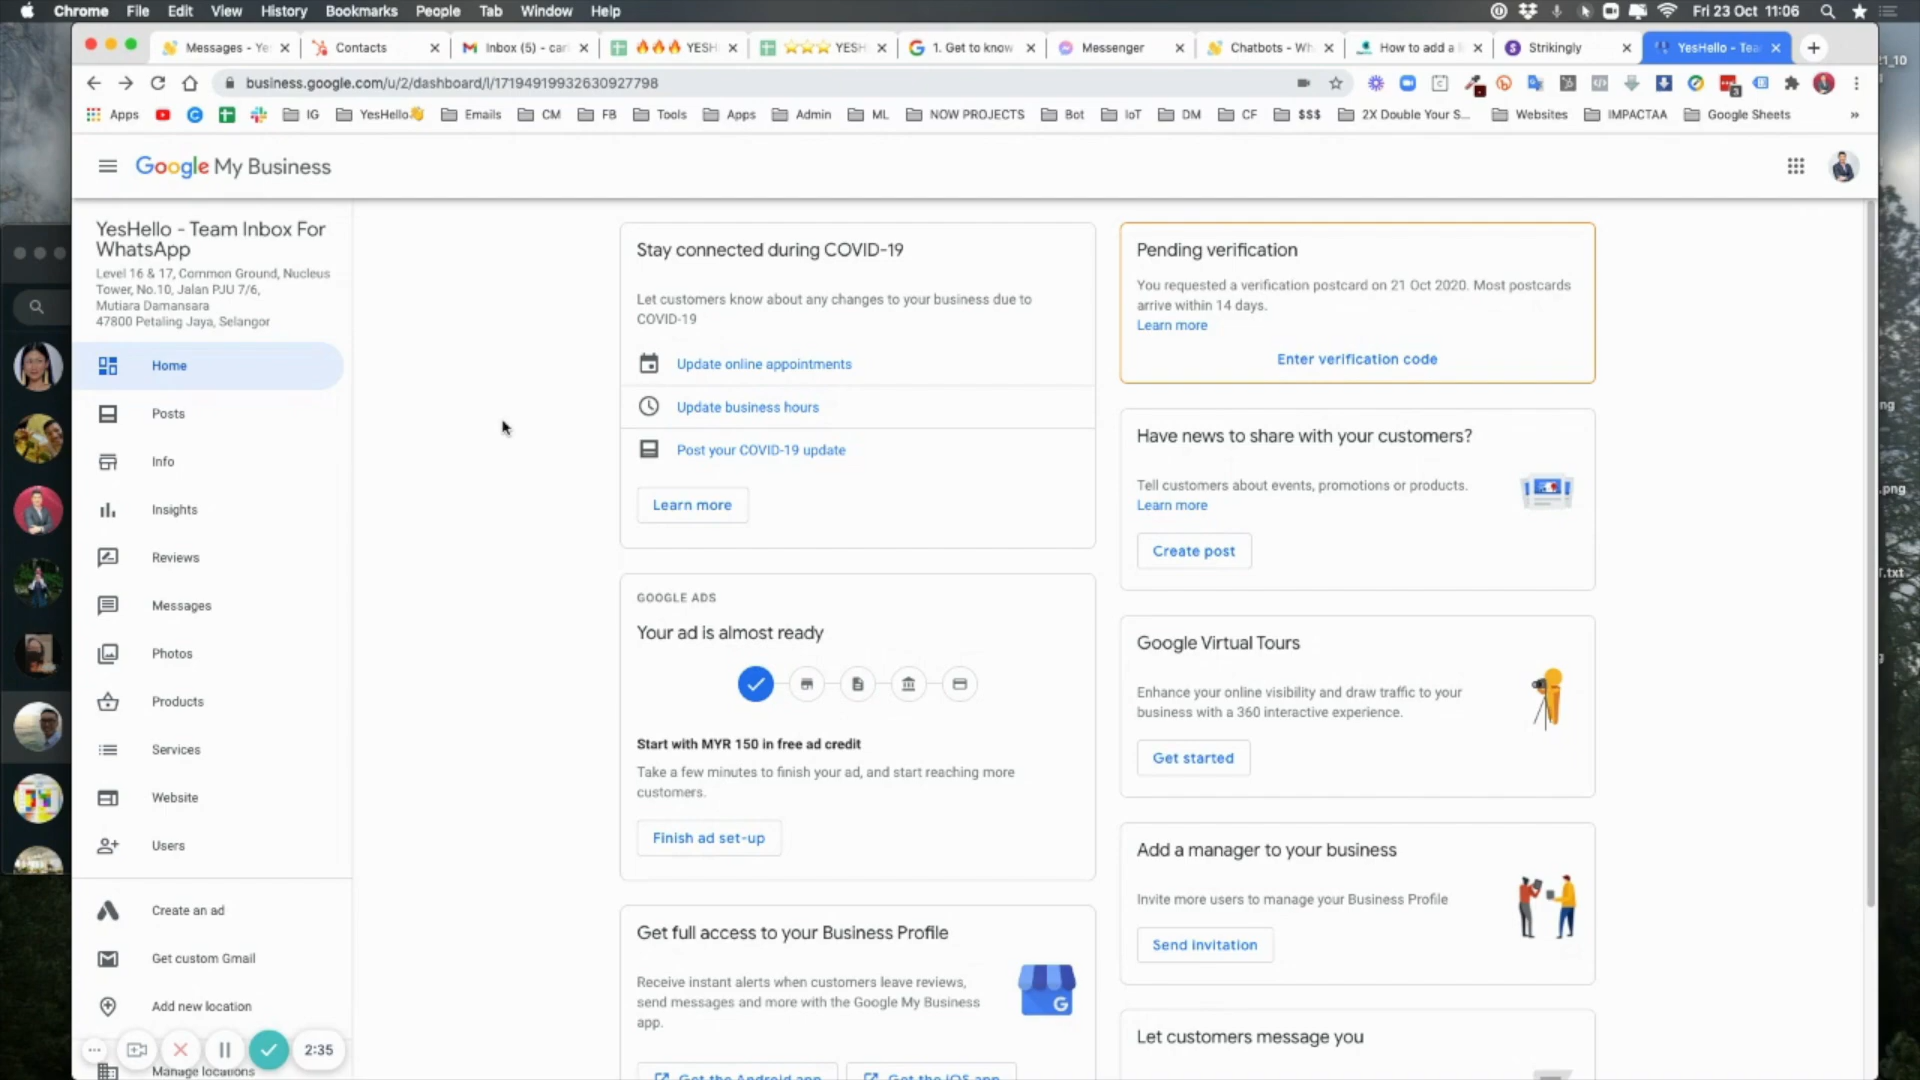 Chrome File Edit View History Bookmarks People Tab Window Help
Fri 23 Oct 11:06
Messages - Ye
Contacts
Inbox (5) - car
🔥🔥🔥 YESH
⭐⭐⭐ YESH
1. Get to know
Messenger
Chatbots - Wh
How to add a l
Strikingly
YesHello - Tea
business.google.com/u/2/dashboard/l/17194919932630927798
Apps
IG
YesHello👋
Emails
CM
FB
Tools
Apps
Admin
ML
NOW PROJECTS
Bot
IoT
DM
CF
$$$
2X Double Your S...
Websites
IMPACTAA
Google Sheets
»
Google My Business
YesHello - Team Inbox For
WhatsApp
Level 16 & 17, Common Ground, Nucleus
Tower, No.10, Jalan PJU 7/6,
Mutiara Damansara
47800 Petaling Jaya, Selangor
Home
Posts
Info
Insights
Reviews
Messages
Photos
Products
Services
Website
Users
Create an ad
Get custom Gmail
Add new location
Manage locations
2:35
Stay connected during COVID-19
Let customers know about any changes to your business due to
COVID-19
Update online appointments
Update business hours
Post your COVID-19 update
Learn more
GOOGLE ADS
Your ad is almost ready
Start with MYR 150 in free ad credit
Take a few minutes to finish your ad, and start reaching more
customers.
Finish ad set-up
Get full access to your Business Profile
Receive instant alerts when customers leave reviews,
send messages and more with the Google My Business
app.
Get the Android app
Get the iOS app
Pending verification
You requested a verification postcard on 21 Oct 2020. Most postcards
arrive within 14 days.
Learn more
Enter verification code
Have news to share with your customers?
Tell customers about events, promotions or products.
Learn more
Create post
Google Virtual Tours
Enhance your online visibility and draw traffic to your
business with a 360 interactive experience.
Get started
Add a manager to your business
Invite more users to manage your Business Profile
Send invitation
Let customers message you